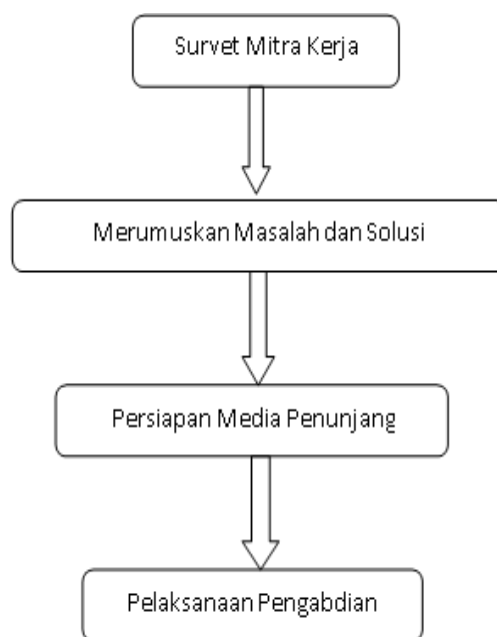 Survet Mitra Kerja
Merumuskan Masalah dan Solusi
Persiapan Media Penunjang
Pelaksanaan Pengabdian